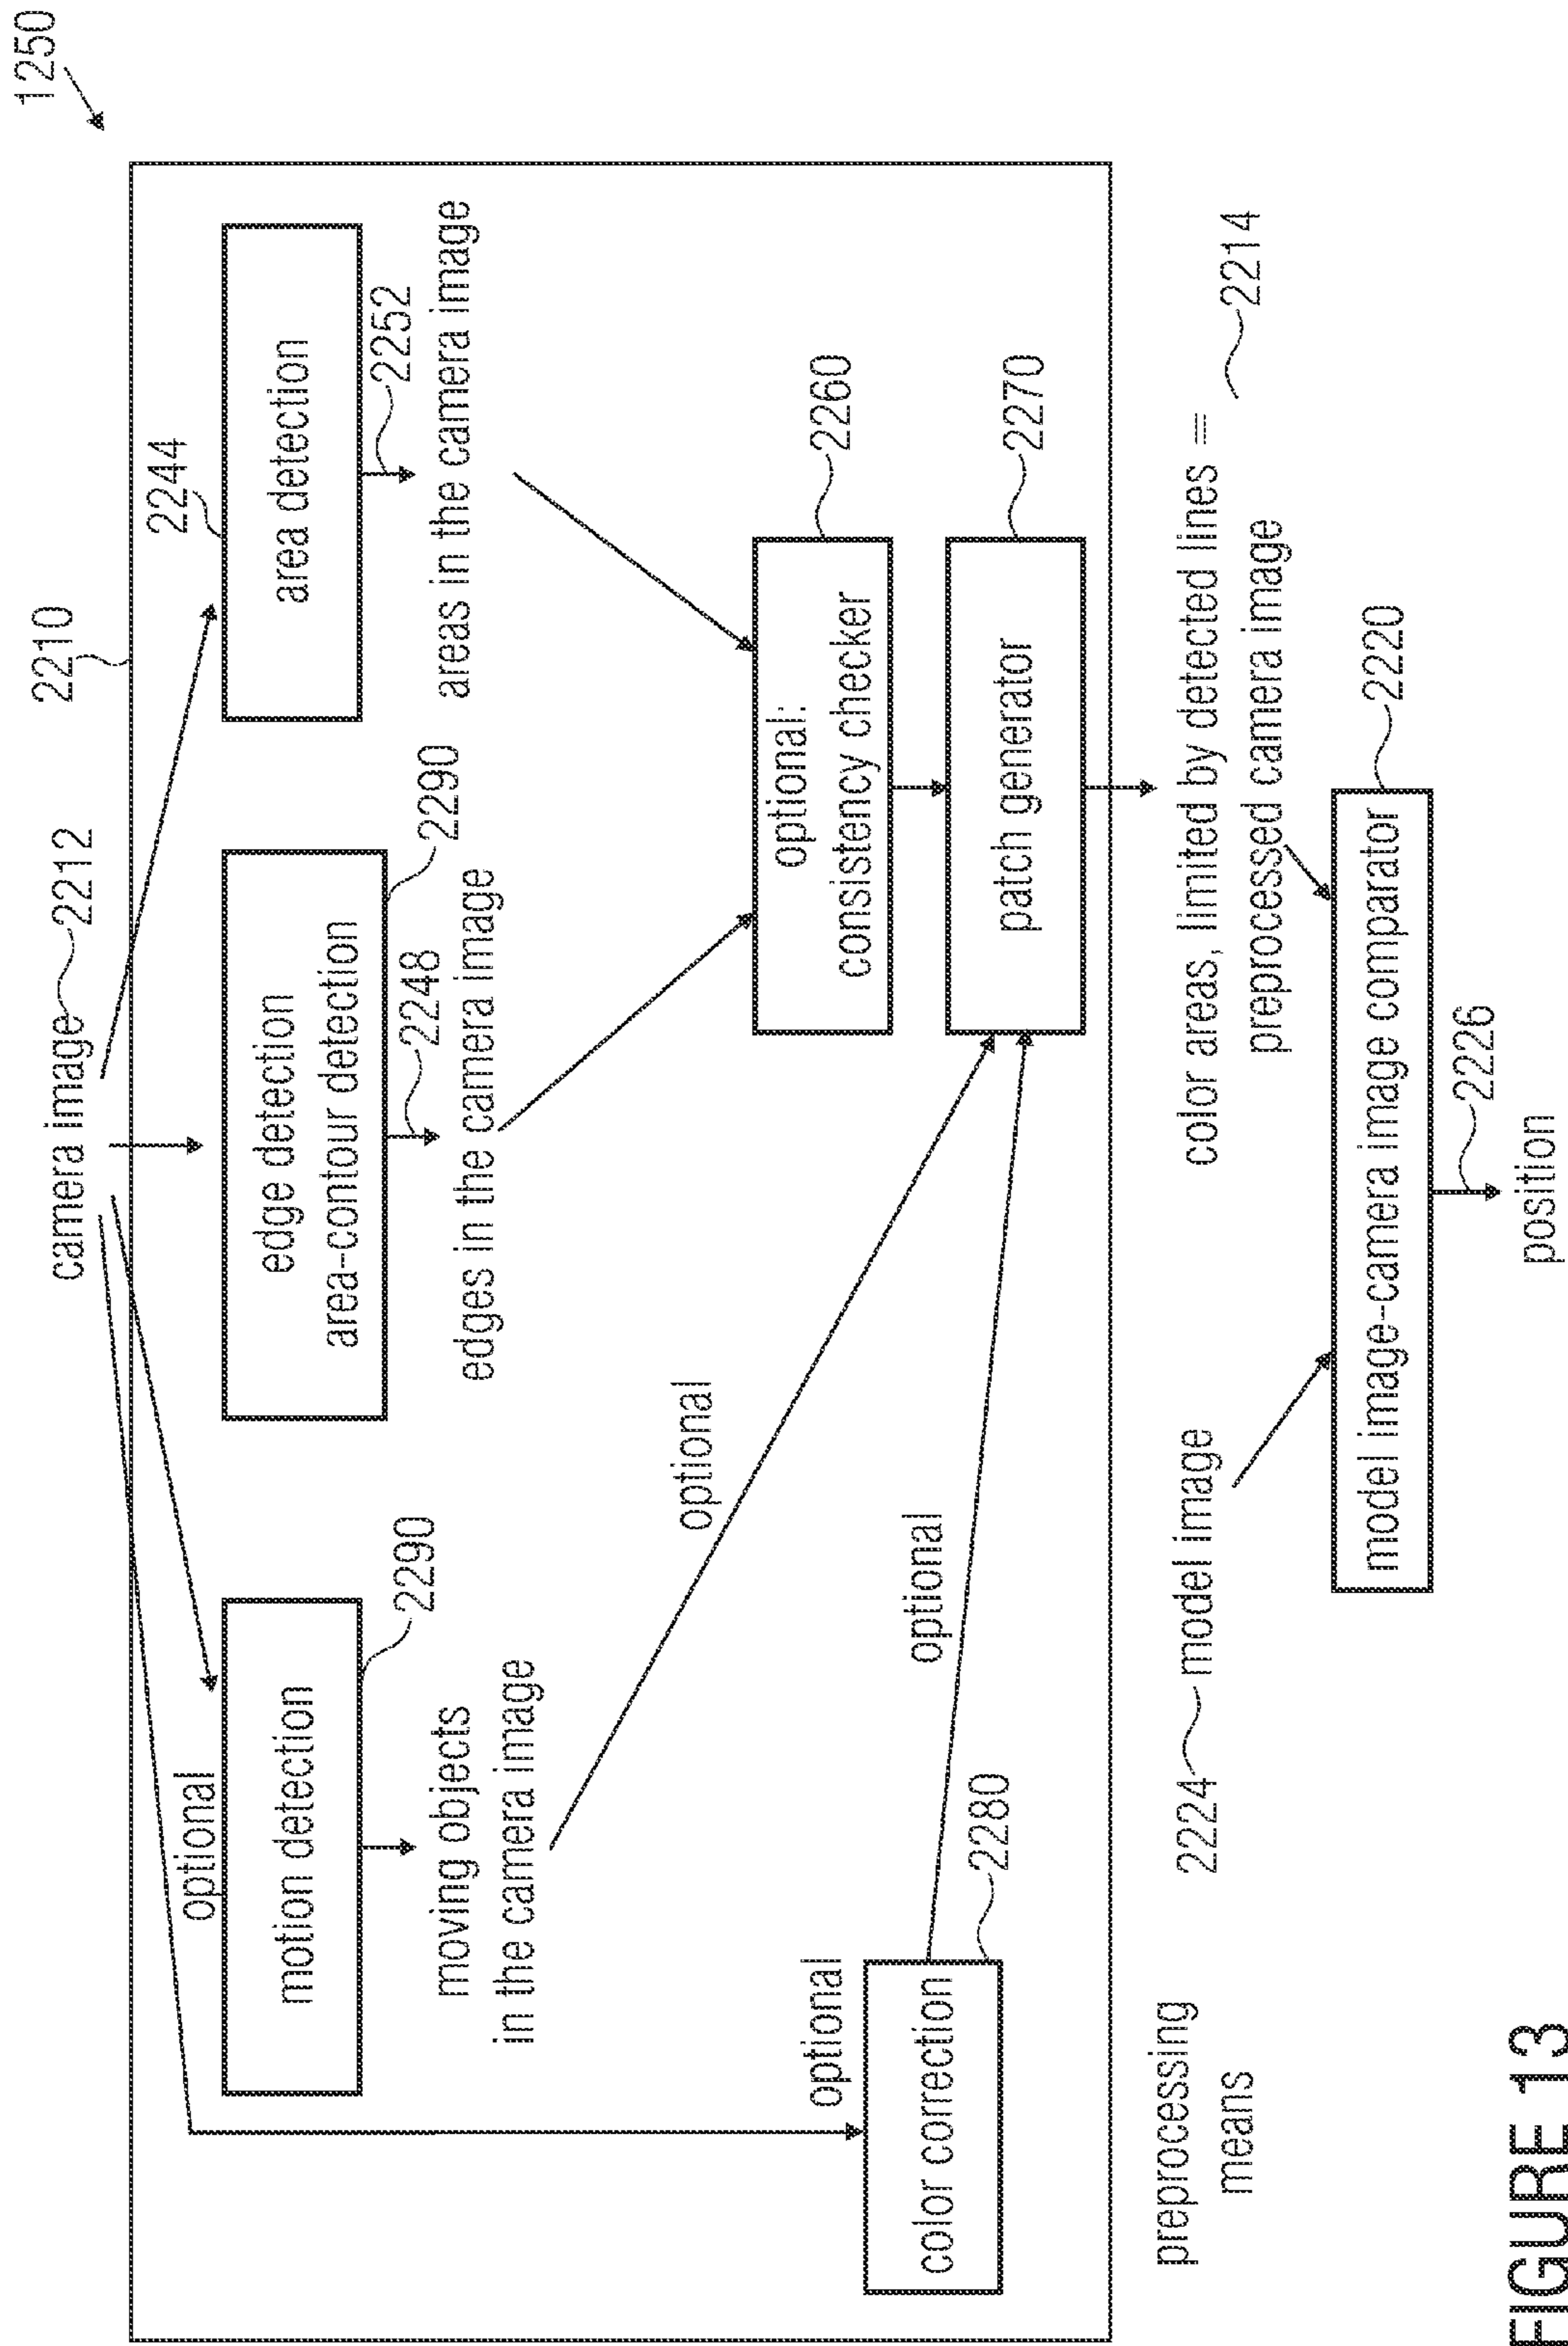 1250
2210
camera image 2212
optional
motion detection
2290
moving objects
in the camera image
edge detection
area-contour detection
2290
2248
edges in the camera image
2244
area detection
2252
areas in the camera image
optional
optional
color correction
2280
optional
optional:
consistency checker
2260
patch generator
2270
preprocessing
means
2224 model image
color areas, limited by detected lines =
preprocessed camera image
2214
model image-camera image comparator
2220
2226
position
FIGURE 13